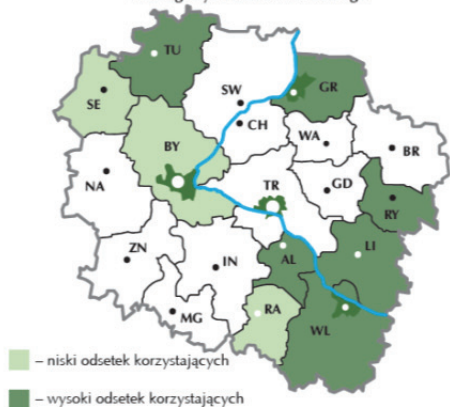 TU
SW
GR
SE
CH
BY
WA
BR
NA
TR
GD
RY
ZN
IN
AL
LI
MG
RA
WL
– niski odsetek korzystających
– wysoki odsetek korzystających